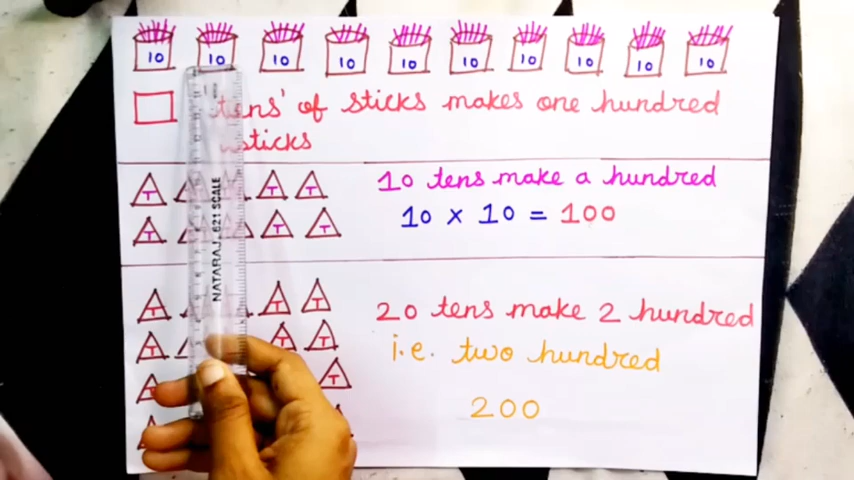 10 10 10 10 10 10 10 10 10 10
tens' of sticks makes one hundred
sticks
T T T T
10 tens make a hundred
T T T T
10 x 10 = 100
T T T
20 tens make 2 hundred
T T T
i.e. two hundred
T T
200
NATARAJ 621 SCALE